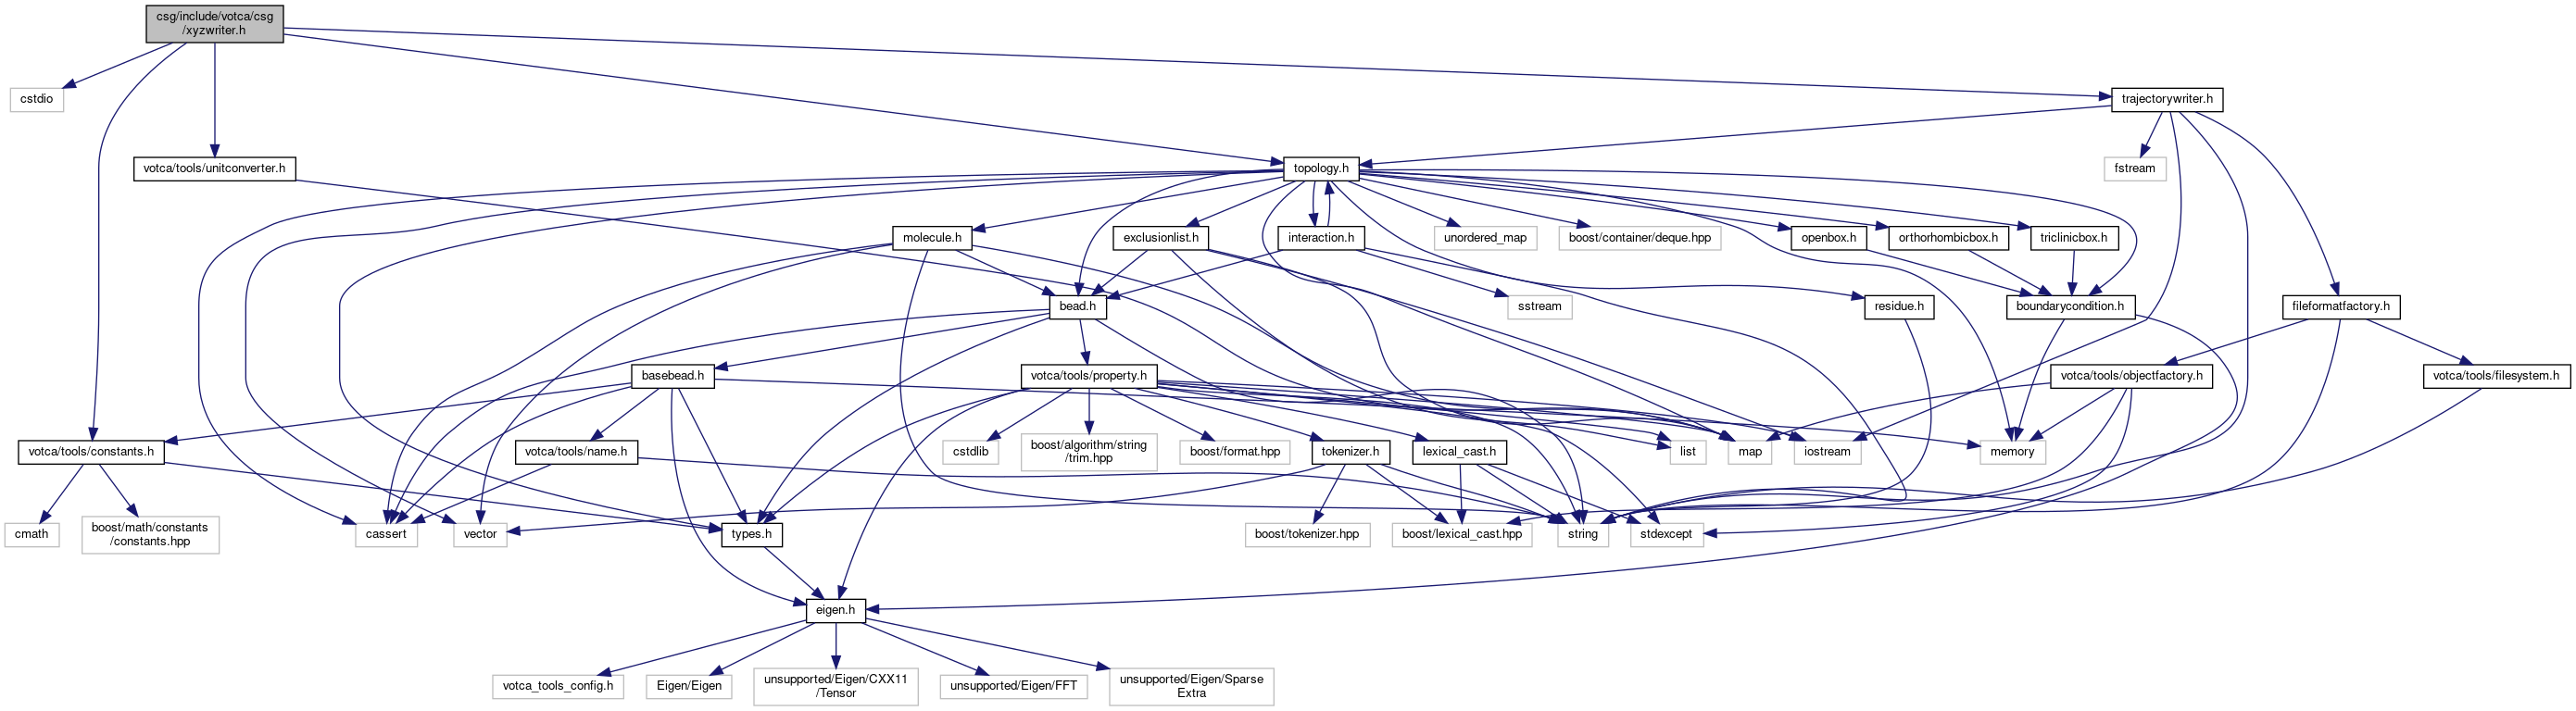 csg/include/votca/csg
/xyzwriter.h
cstdio
trajectorywriter.h
votca/tools/unitconverter.h
topology.h
fstream
molecule.h
exclusionlist.h
interaction.h
unordered_map
boost/container/deque.hpp
openbox.h
orthorhombicbox.h
triclinicbox.h
bead.h
sstream
residue.h
boundarycondition.h
fileformatfactory.h
basebead.h
votca/tools/property.h
votca/tools/objectfactory.h
votca/tools/filesystem.h
votca/tools/constants.h
votca/tools/name.h
cstdlib
boost/algorithm/string
/trim.hpp
boost/format.hpp
tokenizer.h
lexical_cast.h
list
map
iostream
memory
cmath
boost/math/constants
/constants.hpp
cassert
vector
types.h
boost/tokenizer.hpp
boost/lexical_cast.hpp
string
stdexcept
eigen.h
votca_tools_config.h
Eigen/Eigen
unsupported/Eigen/CXX11
/Tensor
unsupported/Eigen/FFT
unsupported/Eigen/Sparse
Extra